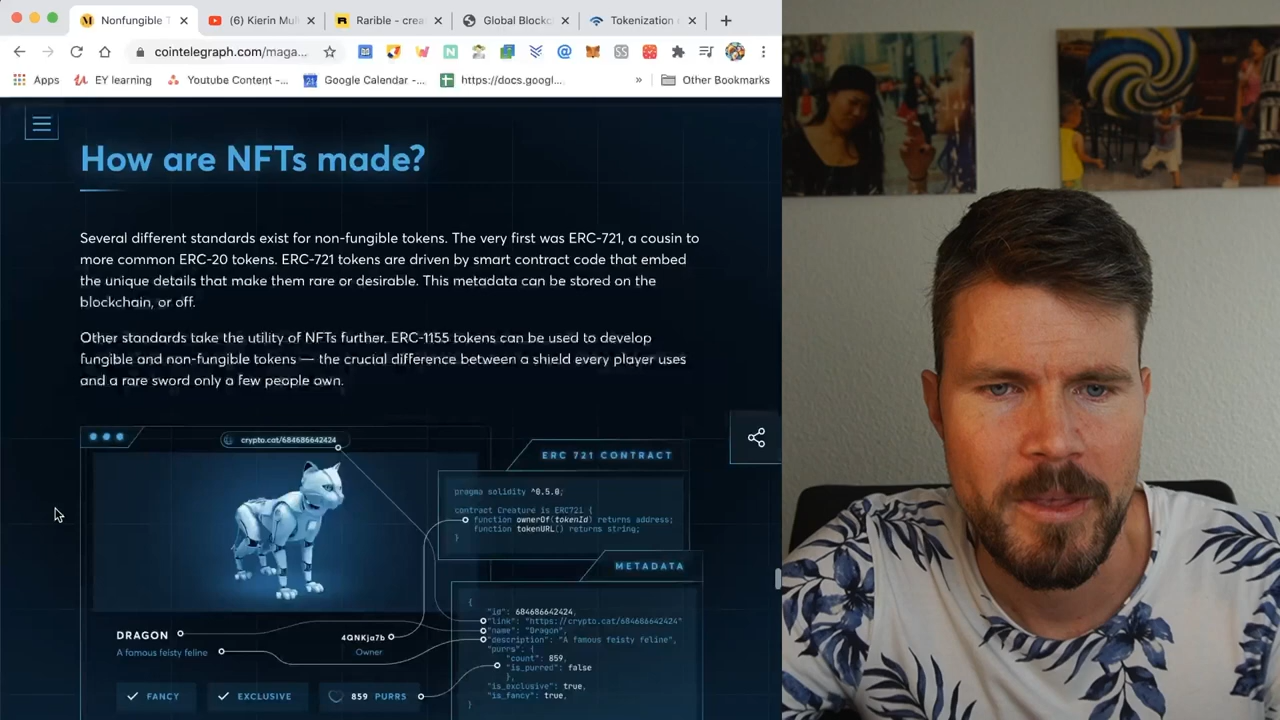 Nonfungible T
(6) Kierin Mul
Rarible - crea
Global Blockc
Tokenization
cointelegraph.com/maga...
Apps
EY learning
Youtube Content -...
Google Calendar -...
https://docs.googl...
»
Other Bookmarks
How are NFTs made?
Several different standards exist for non-fungible tokens. The very first was ERC-721, a cousin to
more common ERC-20 tokens. ERC-721 tokens are driven by smart contract code that embed
the unique details that make them rare or desirable. This metadata can be stored on the
blockchain, or off.
Other standards take the utility of NFTs further. ERC-1155 tokens can be used to develop
fungible and non-fungible tokens — the crucial difference between a shield every player uses
and a rare sword only a few people own.
crypto.cat/684686642424
ERC 721 CONTRACT
pragma solidity ^0.5.0;
contract Creature is ERC721 {
function ownerOf(tokenId) returns address;
function tokenURL() returns string;
}
METADATA
{
"id": 684686642424,
"link": "https://crypto.cat/684686642424"
"name": "Dragon",
"description": "A famous feisty feline",
"purrs": {
"count": 859,
"is_purred": false
},
"is_exclusive": true,
"is_fancy": true,
}
DRAGON
A famous feisty feline
4QNKja7b
Owner
FANCY
EXCLUSIVE
859 PURRS